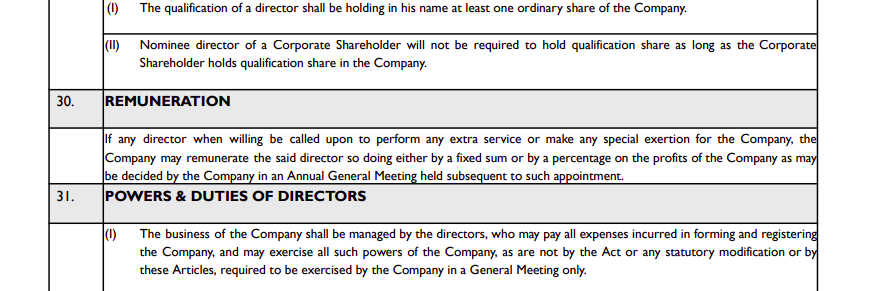 (I) The qualification of a director shall be holding in his name at least one ordinary share of the Company.
(II) Nominee director of a Corporate Shareholder will not be required to hold qualification share as long as the Corporate
Shareholder holds qualification share in the Company.
30. REMUNERATION
If any director when willing be called upon to perform any extra service or make any special exertion for the Company, the
Company may remunerate the said director so doing either by a fixed sum or by a percentage on the profits of the Company as may
be decided by the Company in an Annual General Meeting held subsequent to such appointment.
31. POWERS & DUTIES OF DIRECTORS
(I) The business of the Company shall be managed by the directors, who may pay all expenses incurred in forming and registering
the Company, and may exercise all such powers of the Company, as are not by the Act or any statutory modification or by
these Articles, required to be exercised by the Company in a General Meeting only.